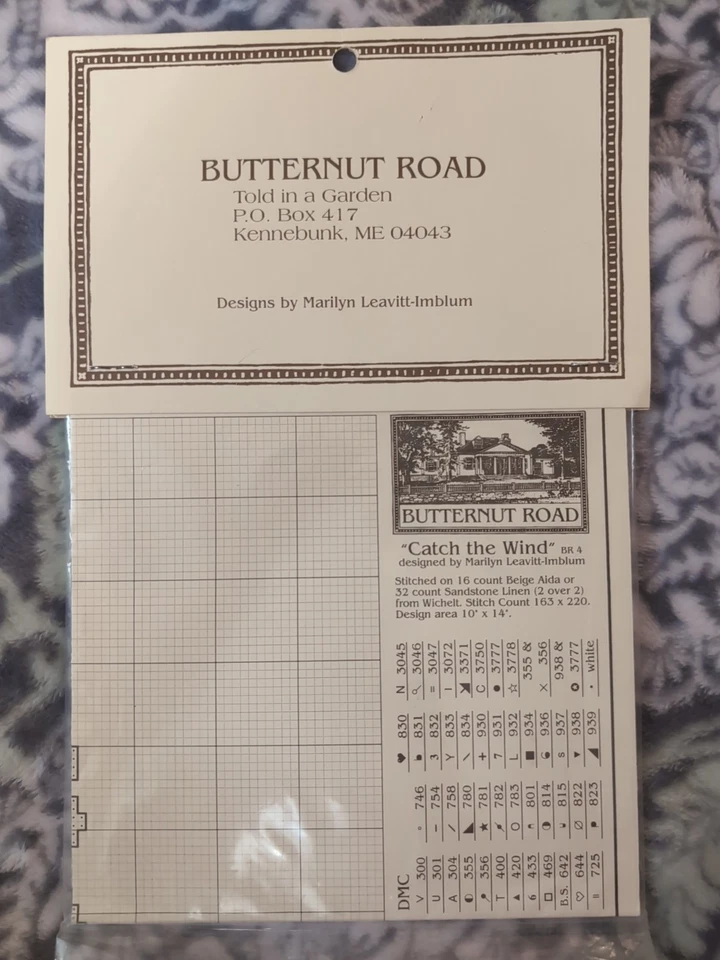 BUTTERNUT ROAD
Told in a Garden
P.O. Box 417
Kennebunk, ME 04043
Designs by Marilyn Leavitt-Imblum
BUTTERNUT ROAD
"Catch the Wind" BR 4
designed by Marilyn Leavitt-Imblum
Stitched on 16 count Beige Aida or
32 count Sandstone Linen (2 over 2)
from Wichelt. Stitch Count 163 x 220.
Design area 10" x 14".
DMC
V 300
U 301
A 304
◐ 355
356
T 400
▲ 420
6 433
□ 469
B.S. 642
♡ 644
= 725
" 746
− 754
/ 758
◣ 780
★ 781
782
O 783
801
◑ 814
815
∅ 822
823
♥ 830
831
3 832
Y 833
\ 834
+ 930
7 931
L 932
■ 934
936
s 937
▼ 938
◢ 939
N 3045
3046
= 3047
I 3072
3371
C 3750
● 3777
☆ 3778
355 &
X 356
938 &
3777
· white